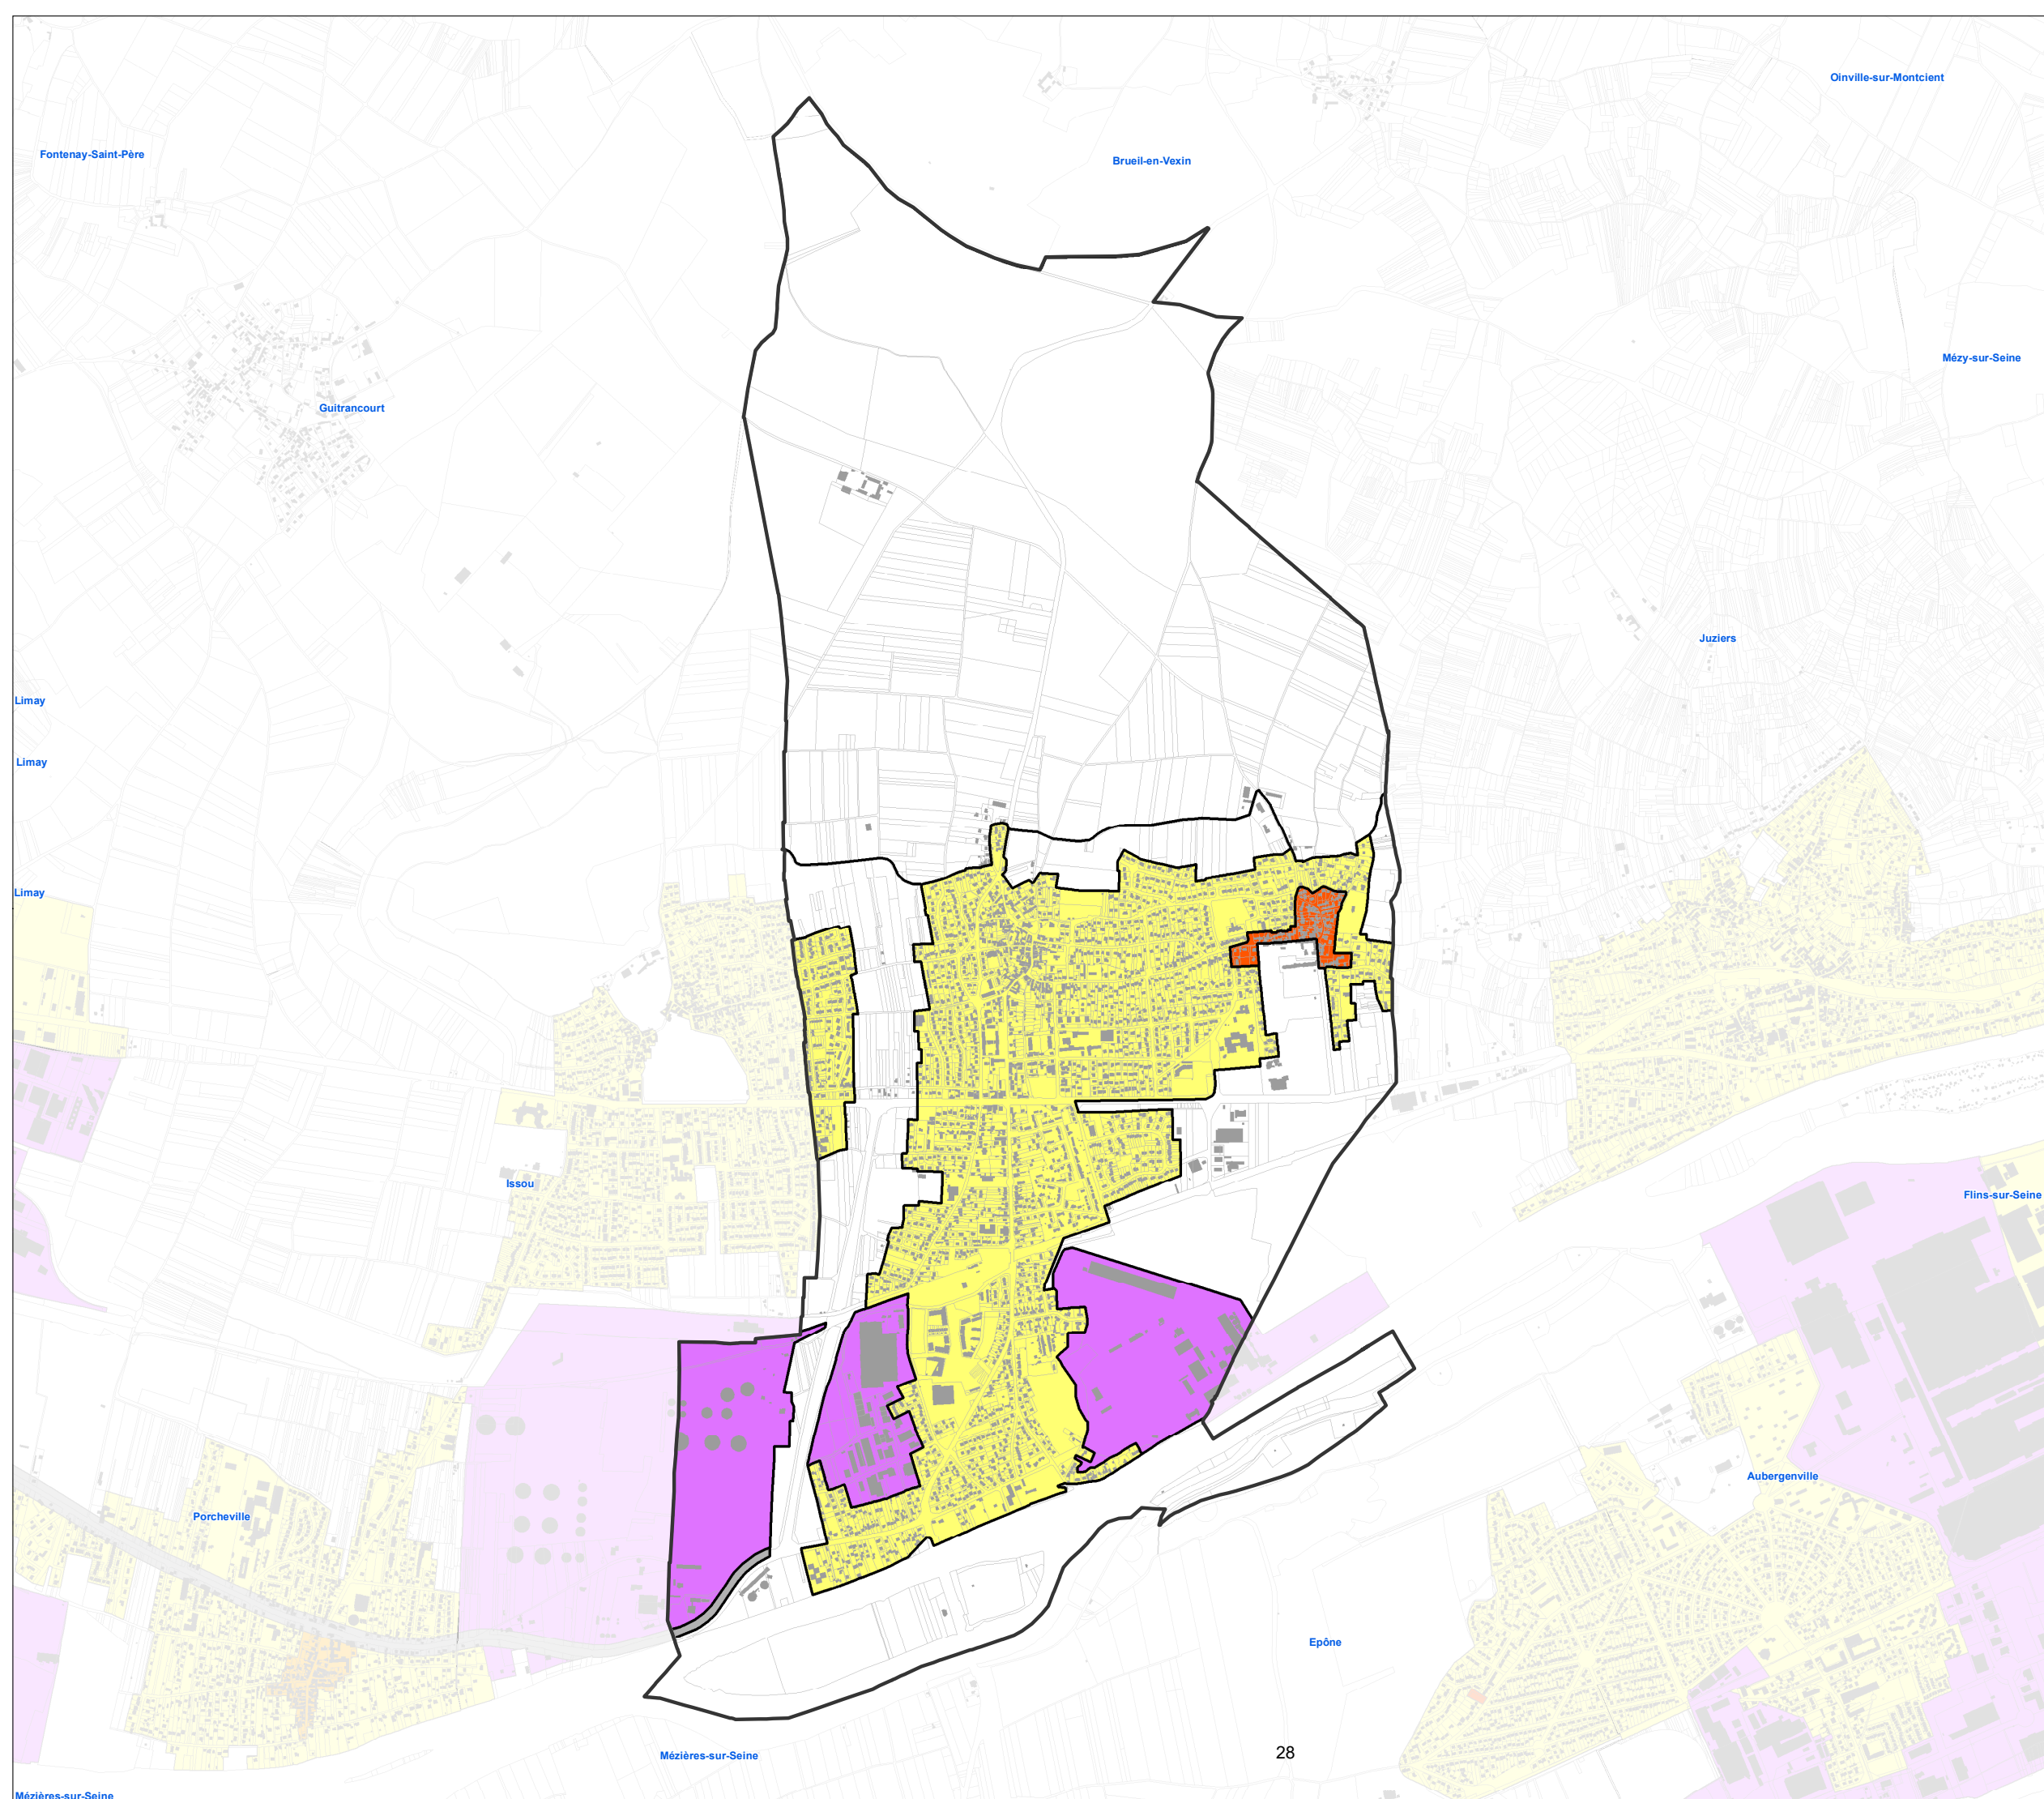 Oinville-sur-Montcient
Fontenay-Saint-Père
Brueil-en-Vexin
Mézy-sur-Seine
Guitrancourt
Juziers
Limay
Limay
Limay
Issou
Flins-sur-Seine
Aubergenville
Porcheville
Epône
28
Mézières-sur-Seine
Mézières-sur-Seine